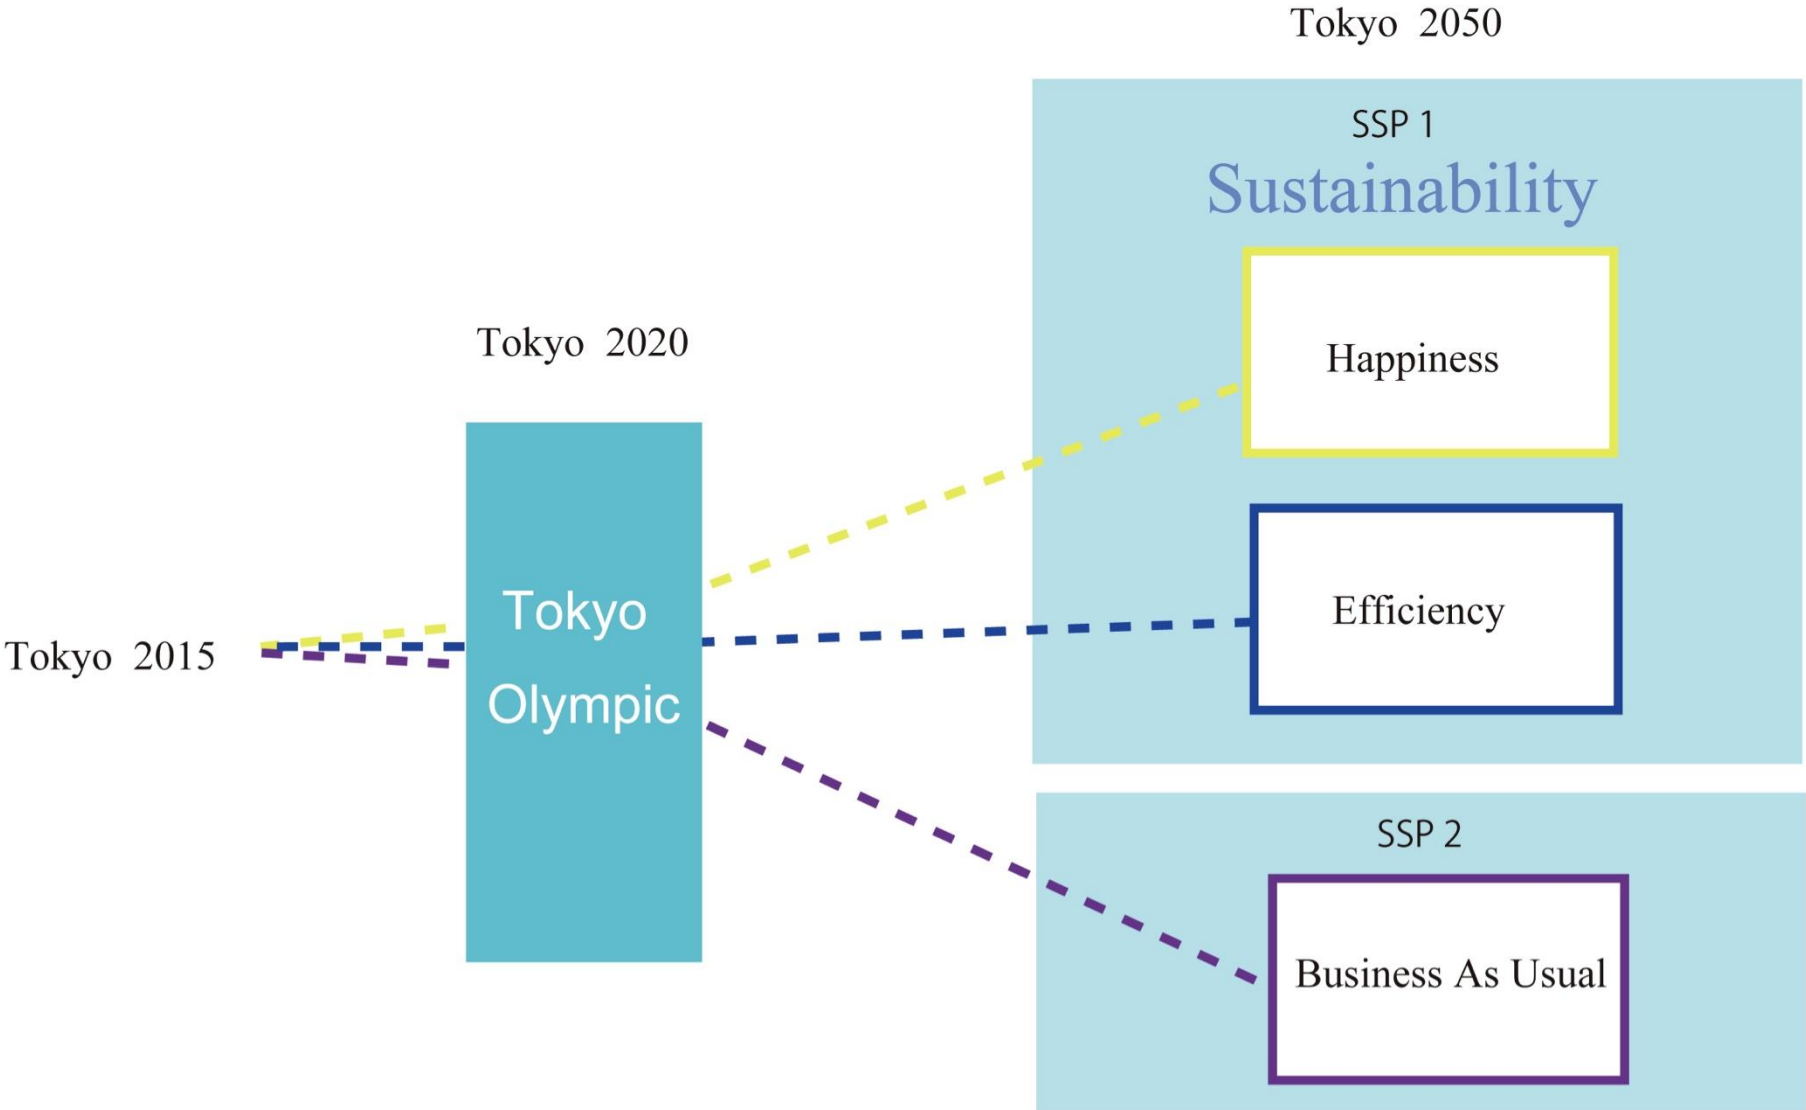 Tokyo 2050
SSP 1
Sustainability
Happiness
Tokyo 2020
Efficiency
Tokyo
Olympic
Tokyo 2015
SSP 2
Business As Usual